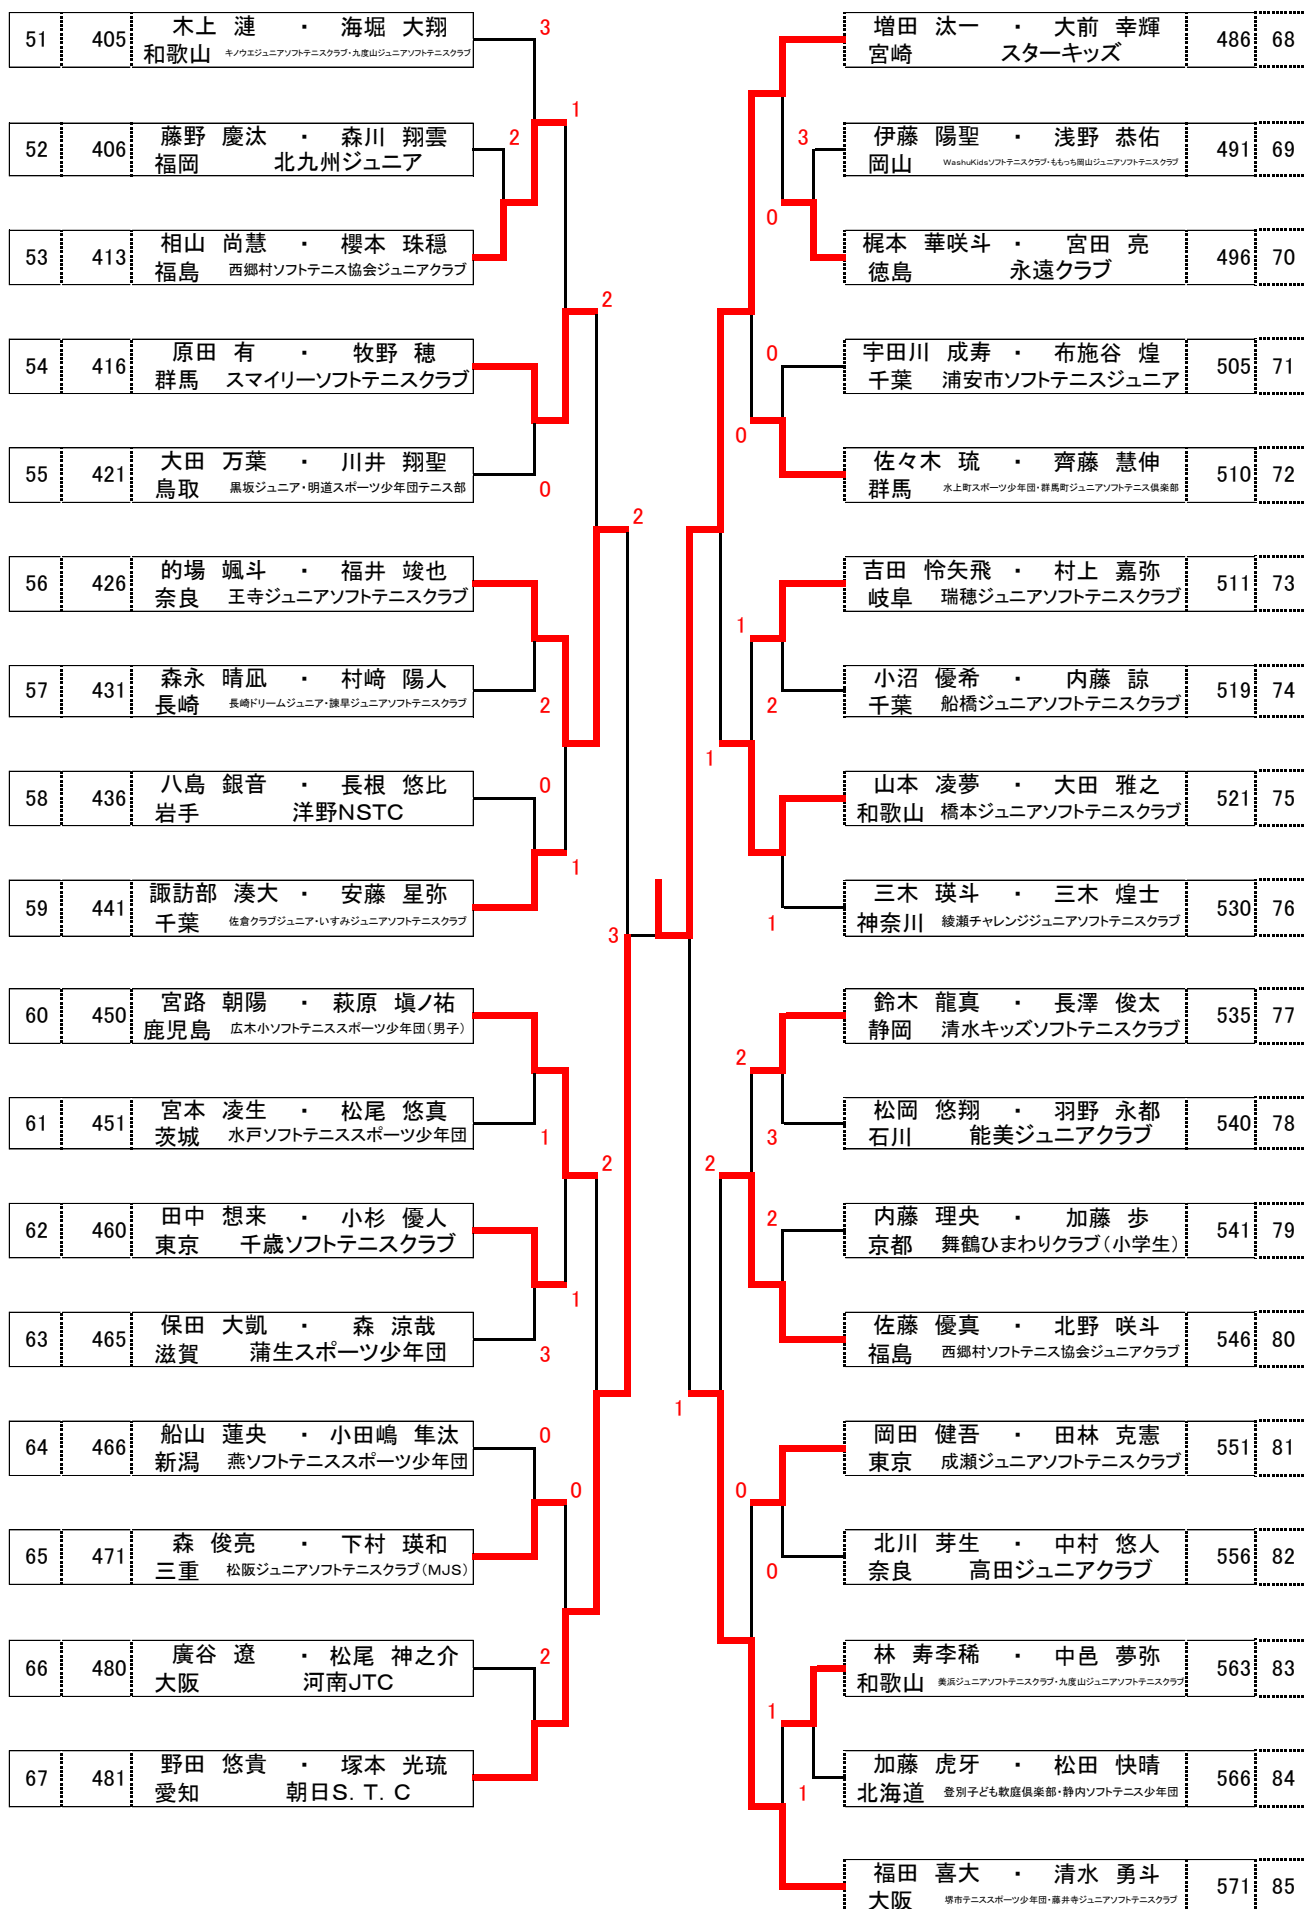 51 405 木上 漣 ・ 海堀 大翔
和歌山 キノウエジュニアソフトテニスクラブ・九度山ジュニアソフトテニスクラブ
52 406 藤野 慶汰 ・ 森川 翔雲
福岡 北九州ジュニア
53 413 相山 尚慧 ・ 櫻本 珠穏
福島 西郷村ソフトテニス協会ジュニアクラブ
54 416 原田 有 ・ 牧野 穂
群馬 スマイリーソフトテニスクラブ
55 421 大田 万葉 ・ 川井 翔聖
鳥取 黒坂ジュニア・明道スポーツ少年団テニス部
56 426 的場 颯斗 ・ 福井 竣也
奈良 王寺ジュニアソフトテニスクラブ
57 431 森永 晴凪 ・ 村﨑 陽人
長崎 長崎ドリームジュニア・諫早ジュニアソフトテニスクラブ
58 436 八島 銀音 ・ 長根 悠比
岩手 洋野NSTC
59 441 諏訪部 湊大 ・ 安藤 星弥
千葉 佐倉クラブジュニア・いすみジュニアソフトテニスクラブ
60 450 宮路 朝陽 ・ 萩原 塡ノ祐
鹿児島 広木小ソフトテニススポーツ少年団(男子)
61 451 宮本 凌生 ・ 松尾 悠真
茨城 水戸ソフトテニススポーツ少年団
62 460 田中 想来 ・ 小杉 優人
東京 千歳ソフトテニスクラブ
63 465 保田 大凱 ・ 森 涼哉
滋賀 蒲生スポーツ少年団
64 466 船山 蓮央 ・ 小田嶋 隼汰
新潟 燕ソフトテニススポーツ少年団
65 471 森 俊亮 ・ 下村 瑛和
三重 松阪ジュニアソフトテニスクラブ(MJS)
66 480 廣谷 遼 ・ 松尾 神之介
大阪 河南JTC
67 481 野田 悠貴 ・ 塚本 光琉
愛知 朝日S. T. C
3
2
1
2
0
2
2
0
1
3
1
2
1
3
0
0
2
増田 汰一 ・ 大前 幸輝 486 68
宮崎 スターキッズ
伊藤 陽聖 ・ 浅野 恭佑 491 69
岡山 WashuKidsソフトテニスクラブ・ももっち岡山ジュニアソフトテニスクラブ
梶本 華咲斗 ・ 宮田 亮 496 70
徳島 永遠クラブ
宇田川 成寿 ・ 布施谷 煌 505 71
千葉 浦安市ソフトテニスジュニア
佐々木 琉 ・ 齊藤 慧伸 510 72
群馬 水上町スポーツ少年団・群馬町ジュニアソフトテニス倶楽部
吉田 怜矢飛 ・ 村上 嘉弥 511 73
岐阜 瑞穂ジュニアソフトテニスクラブ
小沼 優希 ・ 内藤 諒 519 74
千葉 船橋ジュニアソフトテニスクラブ
山本 凌夢 ・ 大田 雅之 521 75
和歌山 橋本ジュニアソフトテニスクラブ
三木 瑛斗 ・ 三木 煌士 530 76
神奈川 綾瀬チャレンジジュニアソフトテニスクラブ
鈴木 龍真 ・ 長澤 俊太 535 77
静岡 清水キッズソフトテニスクラブ
松岡 悠翔 ・ 羽野 永都 540 78
石川 能美ジュニアクラブ
内藤 理央 ・ 加藤 歩 541 79
京都 舞鶴ひまわりクラブ(小学生)
佐藤 優真 ・ 北野 咲斗 546 80
福島 西郷村ソフトテニス協会ジュニアクラブ
岡田 健吾 ・ 田林 克憲 551 81
東京 成瀬ジュニアソフトテニスクラブ
北川 芽生 ・ 中村 悠人 556 82
奈良 高田ジュニアクラブ
林 寿李稀 ・ 中邑 夢弥 563 83
和歌山 美浜ジュニアソフトテニスクラブ・九度山ジュニアソフトテニスクラブ
加藤 虎牙 ・ 松田 快晴 566 84
北海道 登別子ども軟庭倶楽部・静内ソフトテニス少年団
福田 喜大 ・ 清水 勇斗 571 85
大阪 堺市テニススポーツ少年団・藤井寺ジュニアソフトテニスクラブ
3
0
0
0
1
2
1
1
2
3
2
2
1
0
0
1
1